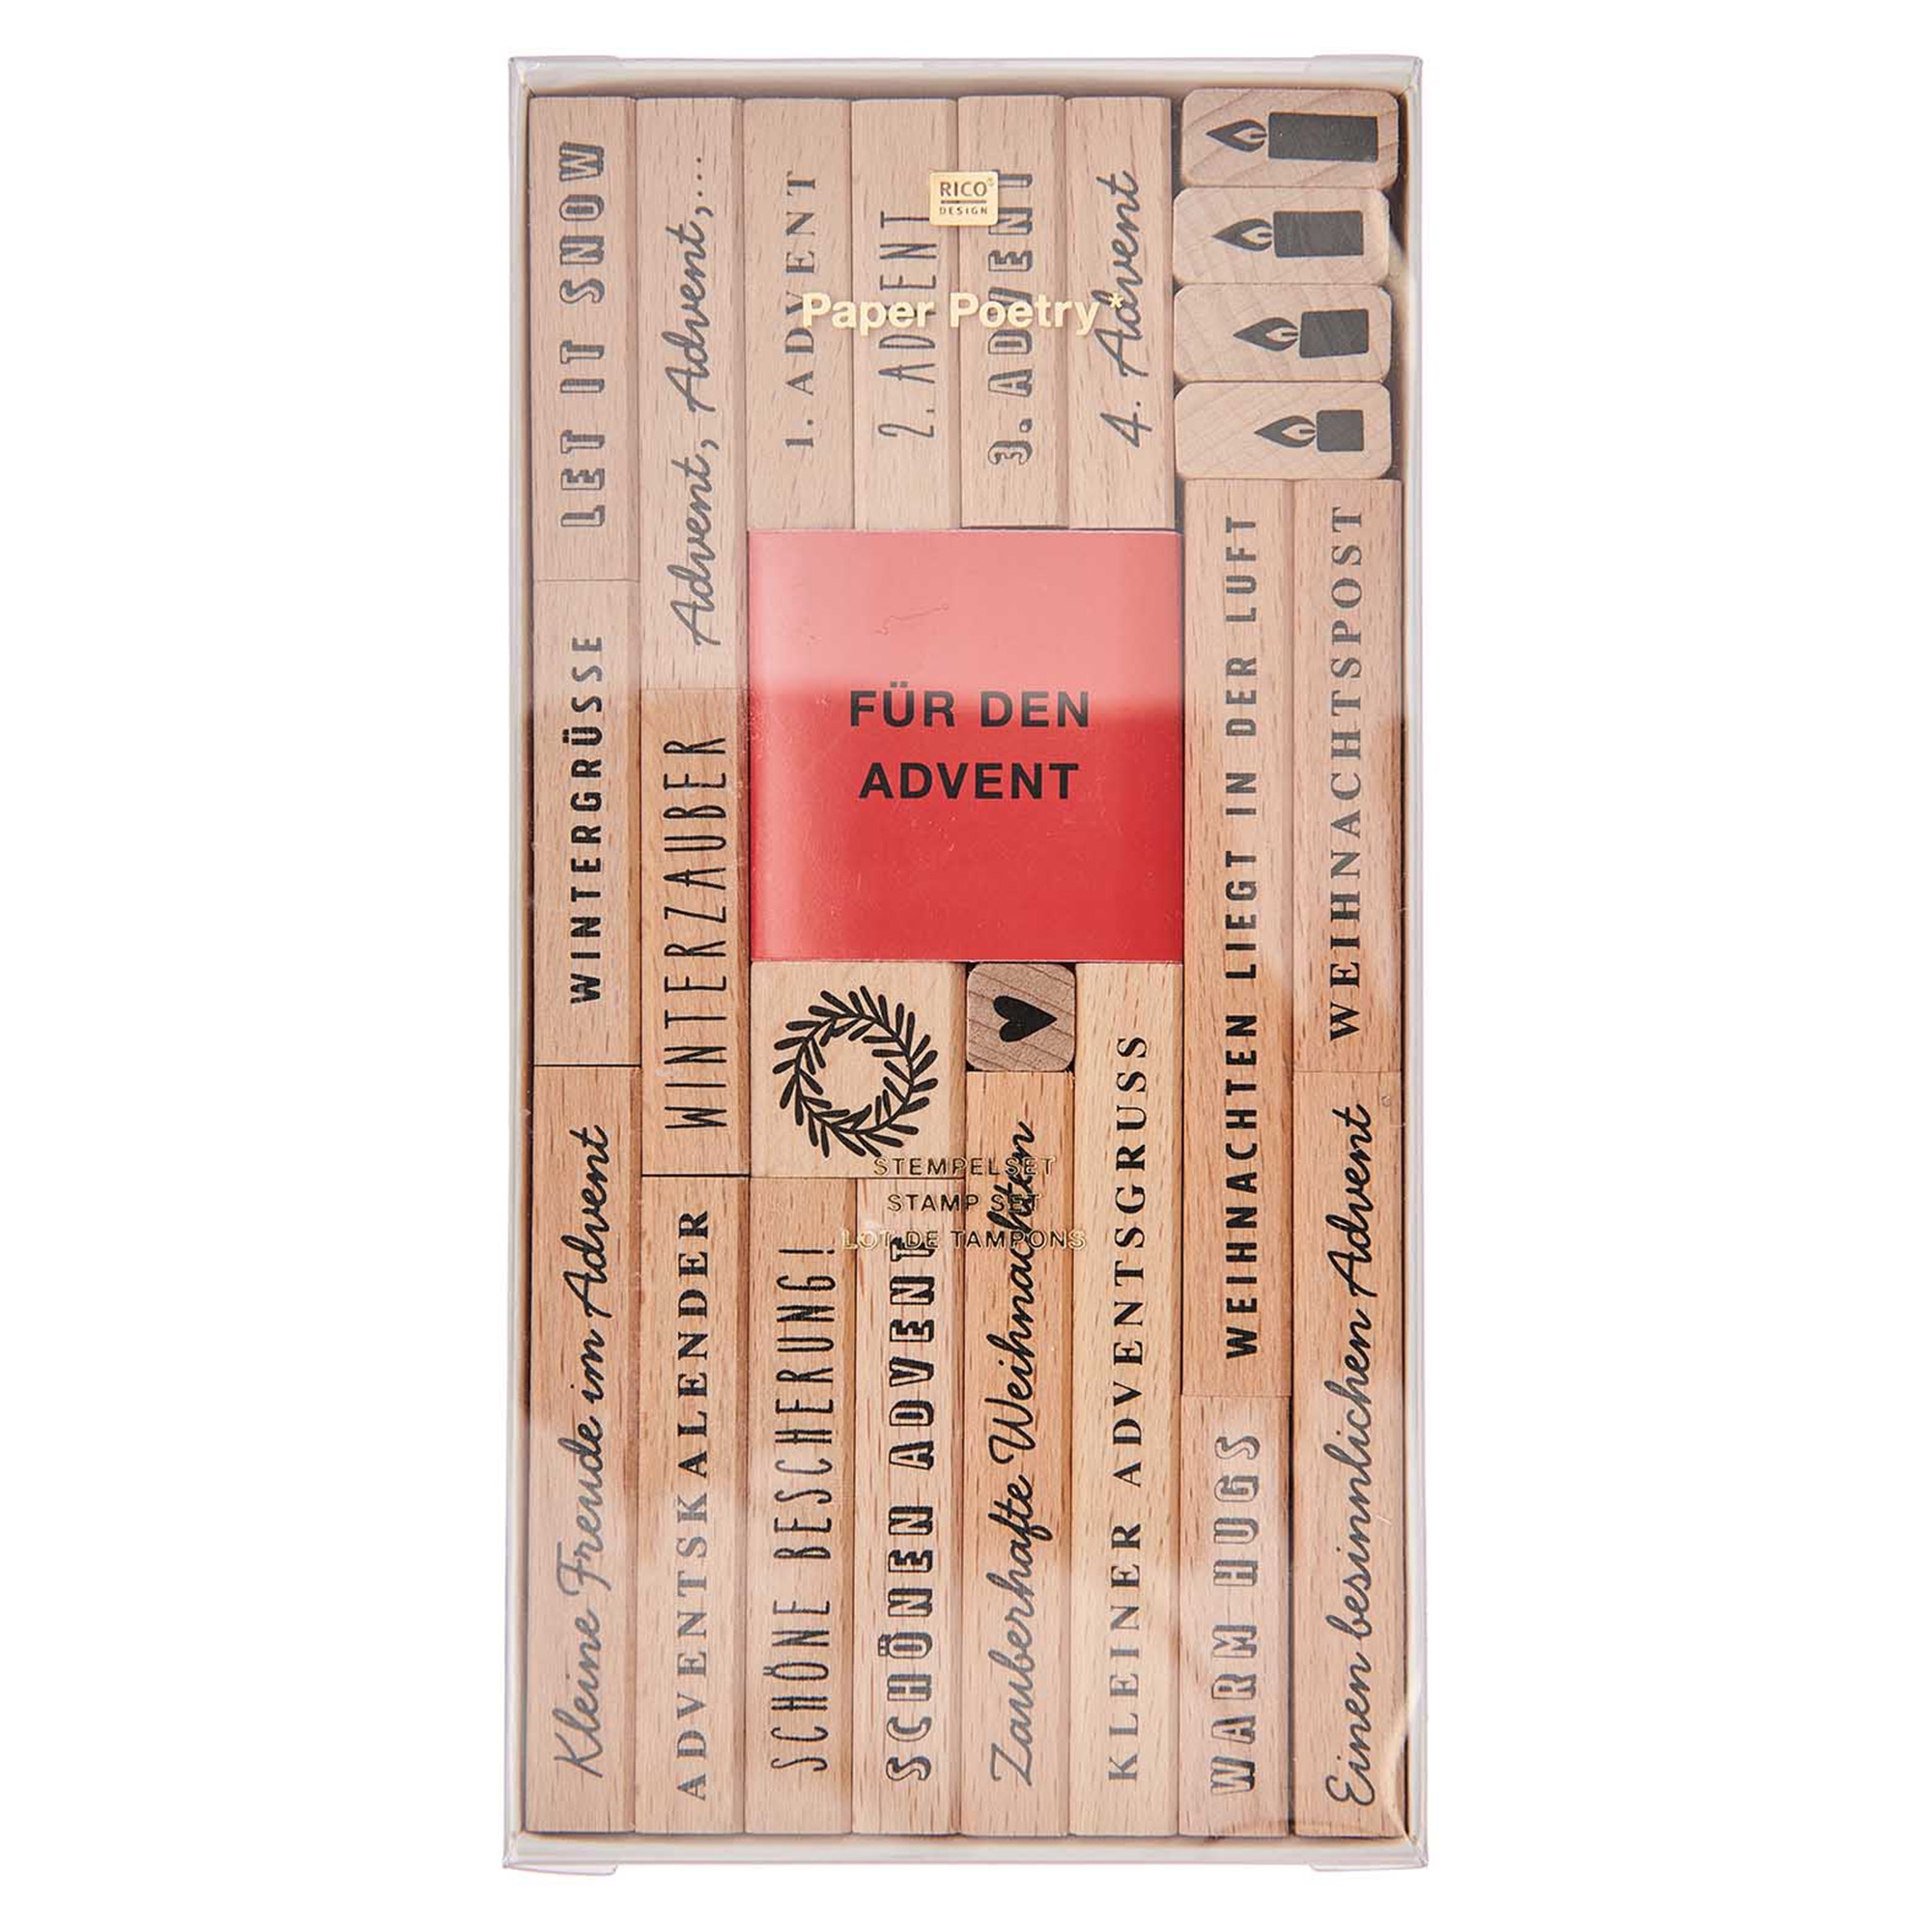 RICO
DESIGN
Paper Poetry*
LET IT SNOW
Advent, Advent,...
1. ADVENT
2. ADVENT
3. ADVENT
4. Advent
FÜR DEN
ADVENT
WINTERGRÜSSE
WINTERZAUBER
WEIHNACHTEN LIEGT IN DER LUFT
WEIHNACHTSPOST
STEMPELSET
STAMP SET
LOT DE TAMPONS
Kleine Freude im Advent
ADVENTSKALENDER
SCHÖNE BESCHERUNG!
SCHÖNEN ADVENT
Zauberhafte Weihnachten
KLEINER ADVENTSGRUSS
WARM HUGS
Einen besinnlichen Advent